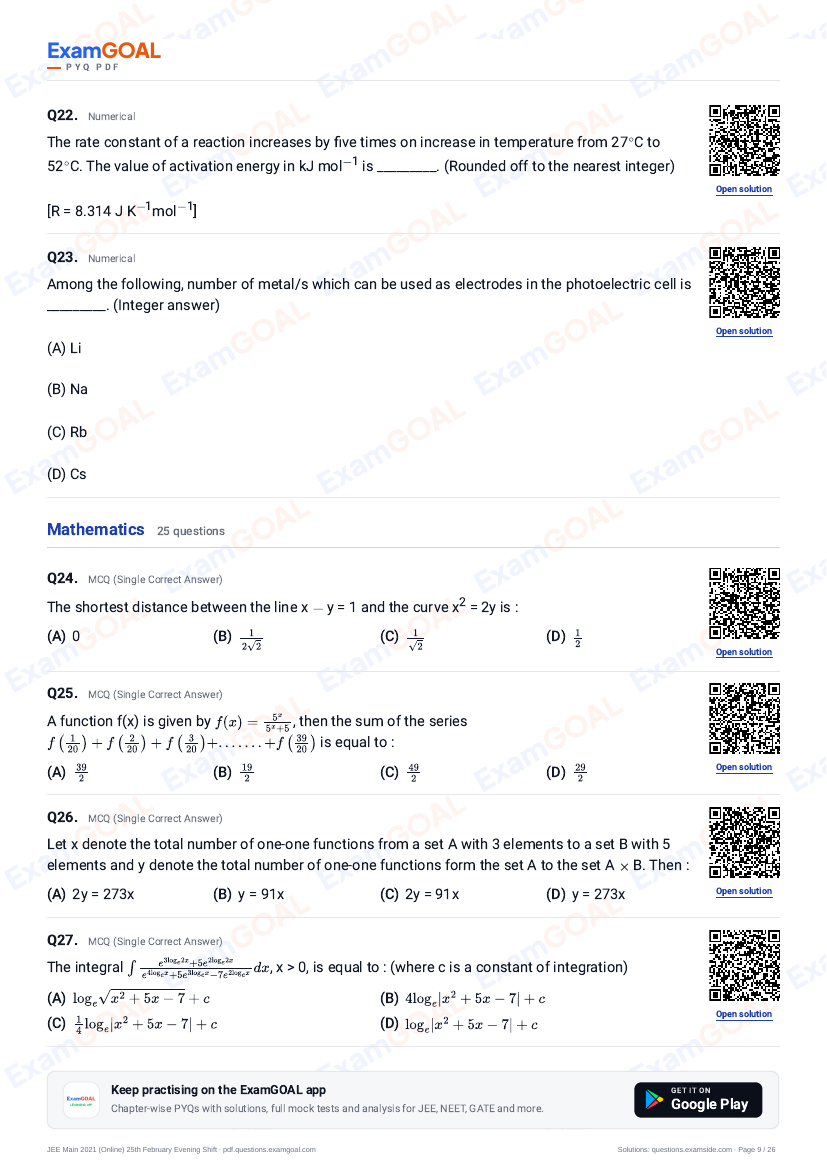 ExamGOAL
PYQ PDF
Q22. Numerical
The rate constant of a reaction increases by five times on increase in temperature from 27°C to
52°C. The value of activation energy in kJ mol⁻¹ is _________. (Rounded off to the nearest integer)
[R = 8.314 J K⁻¹mol⁻¹]
Open solution
Q23. Numerical
Among the following, number of metal/s which can be used as electrodes in the photoelectric cell is
_________. (Integer answer)
(A) Li
(B) Na
(C) Rb
(D) Cs
Open solution
Mathematics 25 questions
Q24. MCQ (Single Correct Answer)
The shortest distance between the line x − y = 1 and the curve x² = 2y is :
(A) 0 (B) 1/(2√2) (C) 1/√2 (D) 1/2
Open solution
Q25. MCQ (Single Correct Answer)
A function f(x) is given by f(x) = 5ˣ/(5ˣ+5), then the sum of the series
f(1/20) + f(2/20) + f(3/20)+.......+f(39/20) is equal to :
(A) 39/2 (B) 19/2 (C) 49/2 (D) 29/2
Open solution
Q26. MCQ (Single Correct Answer)
Let x denote the total number of one-one functions from a set A with 3 elements to a set B with 5
elements and y denote the total number of one-one functions form the set A to the set A × B. Then :
(A) 2y = 273x (B) y = 91x (C) 2y = 91x (D) y = 273x
Open solution
Q27. MCQ (Single Correct Answer)
The integral ∫ (e^(3logₑ2x)+5e^(2logₑ2x))/(e^(4logₑx)+5e^(3logₑx)−7e^(2logₑx)) dx, x > 0, is equal to : (where c is a constant of integration)
(A) logₑ√(x² + 5x − 7) + c (B) 4logₑ|x² + 5x − 7| + c
(C) 1/4 logₑ|x² + 5x − 7| + c (D) logₑ|x² + 5x − 7| + c
Open solution
Keep practising on the ExamGOAL app
Chapter-wise PYQs with solutions, full mock tests and analysis for JEE, NEET, GATE and more.
GET IT ON
Google Play
JEE Main 2021 (Online) 25th February Evening Shift · pdf.questions.examgoal.com Solutions: questions.examside.com · Page 9 / 26